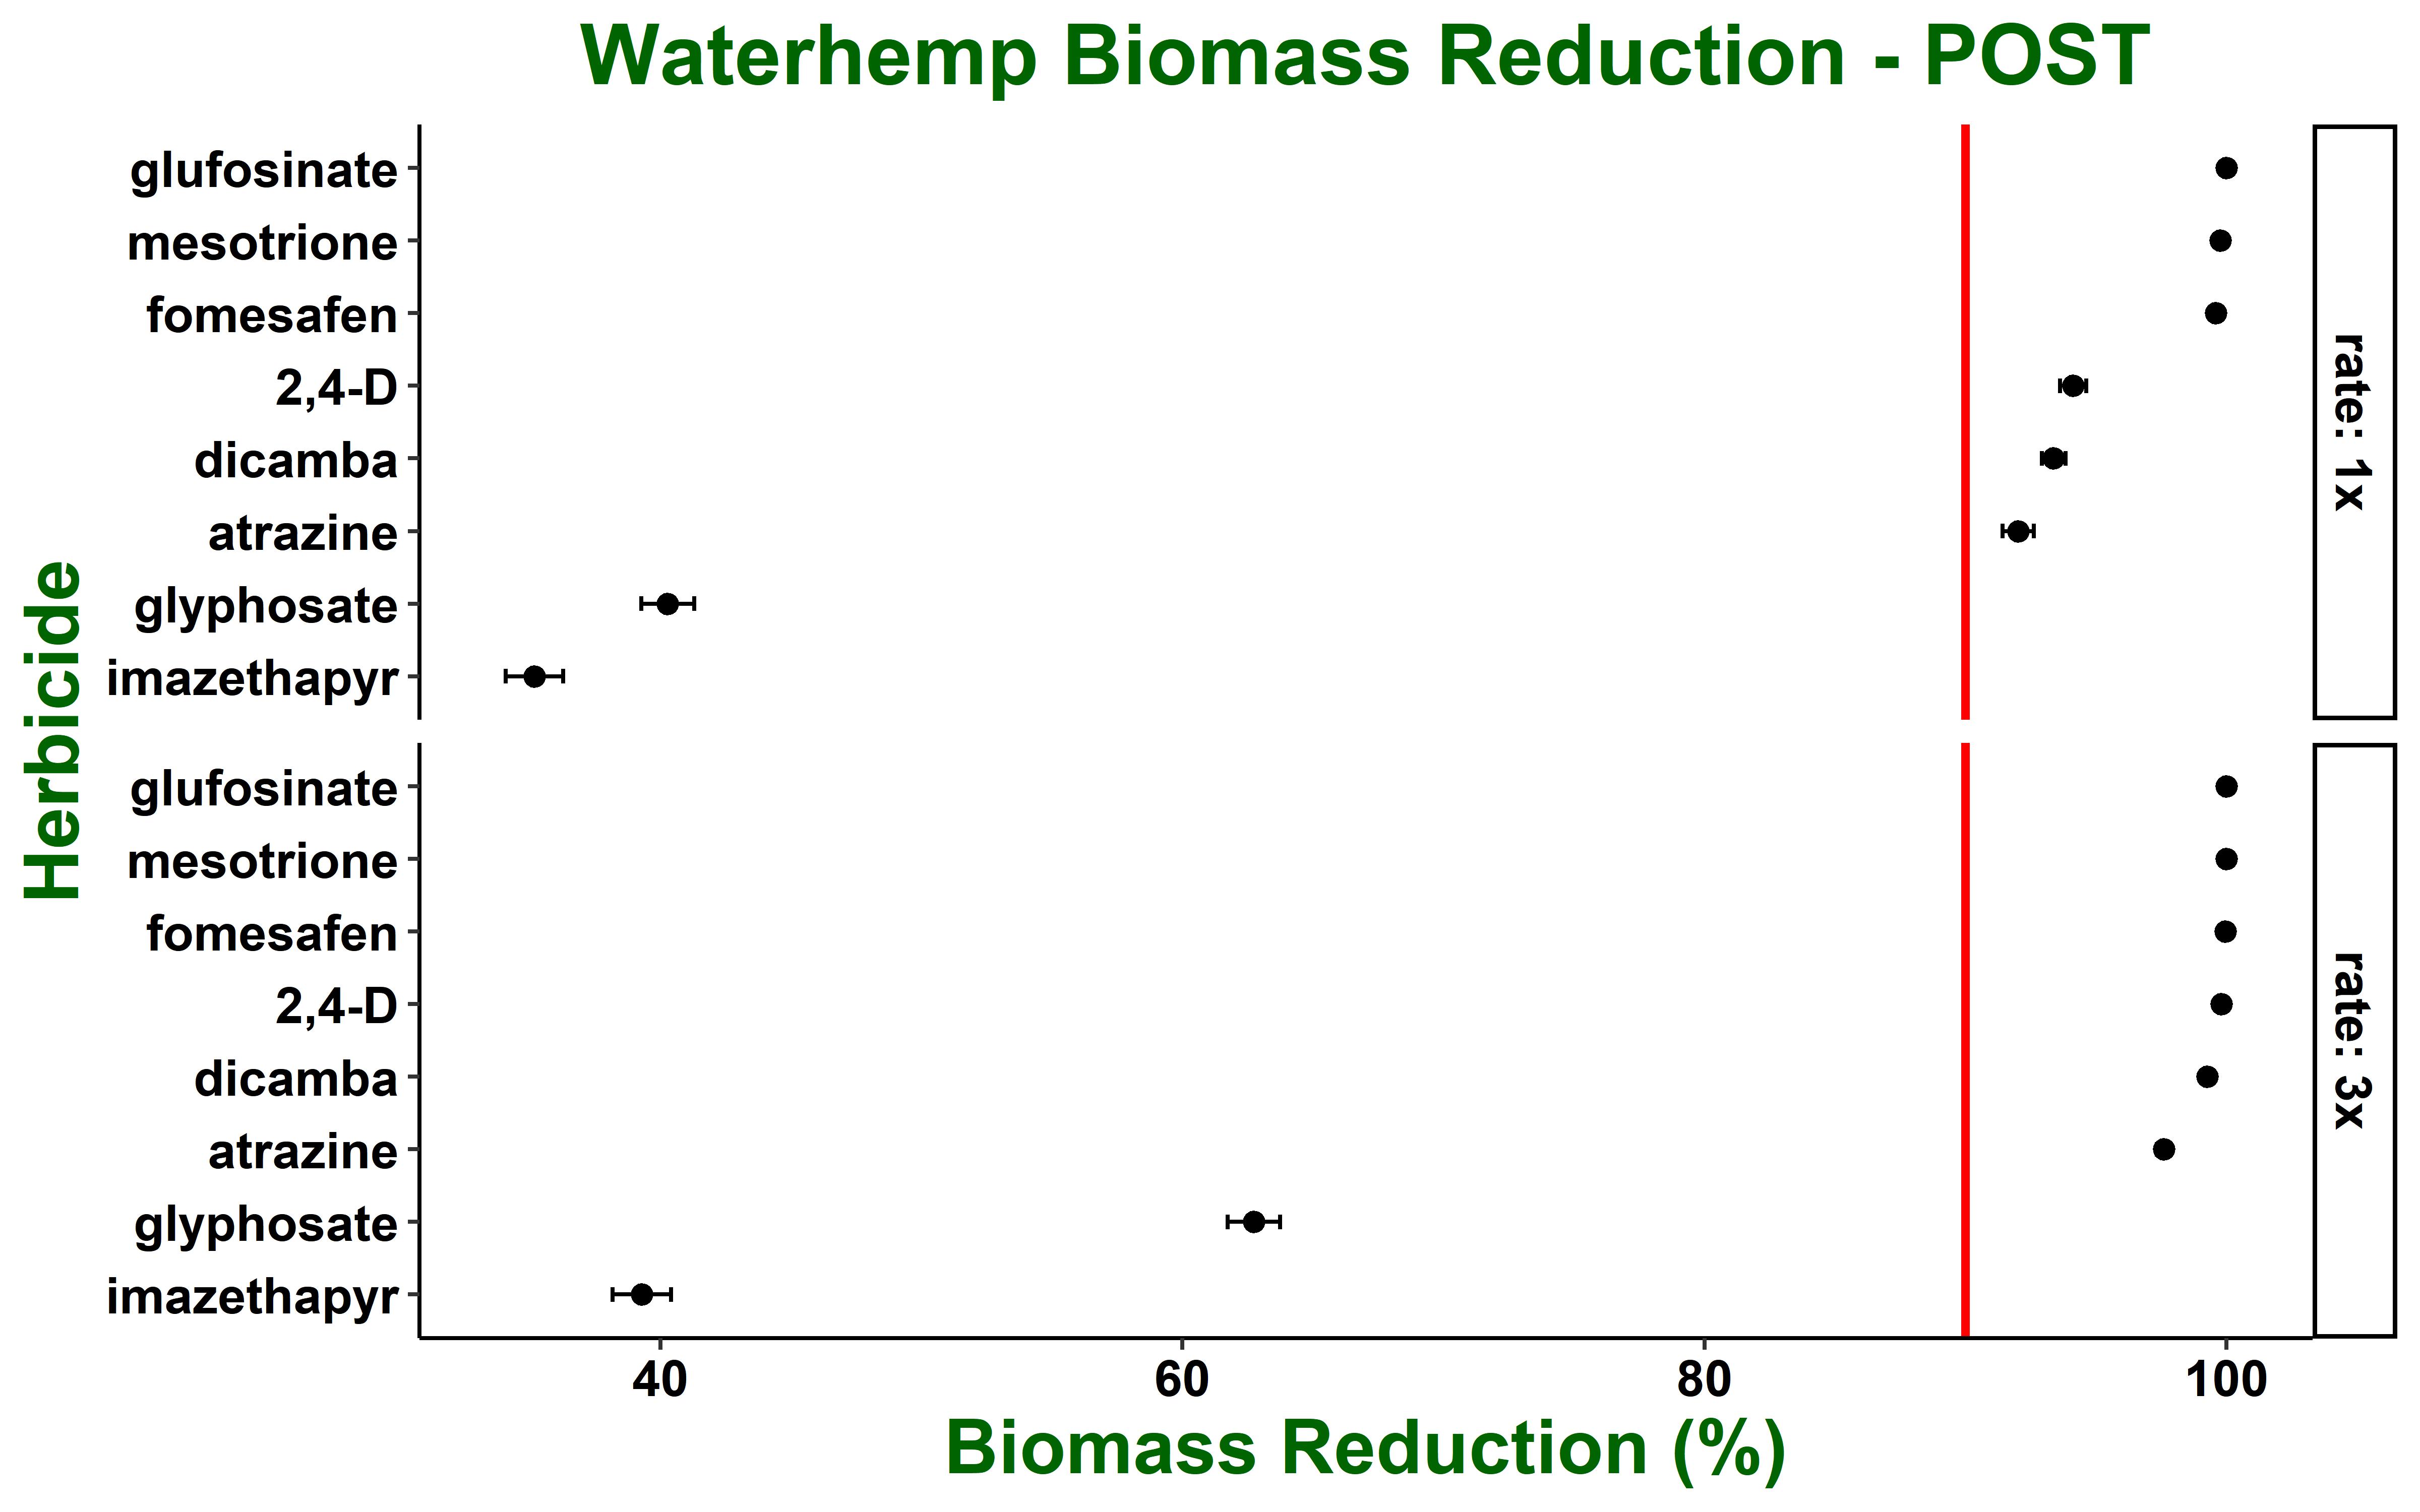 Waterhemp Biomass Reduction - POST
Herbicide
glufosinate
mesotrione
fomesafen
2,4-D
dicamba
atrazine
glyphosate
imazethapyr
rate: 1x
glufosinate
mesotrione
fomesafen
2,4-D
dicamba
atrazine
glyphosate
imazethapyr
rate: 3x
40 60 80 100
Biomass Reduction (%)